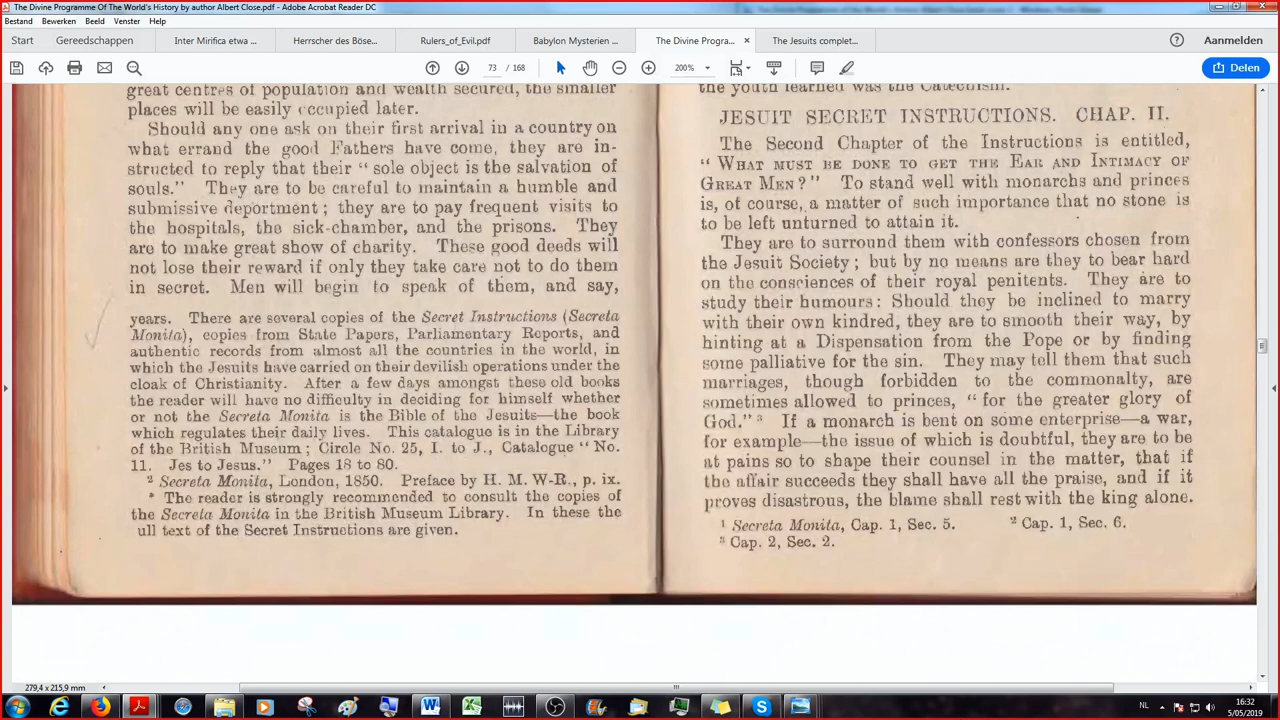 The Divine Programme Of The World's History by author Albert Close.pdf - Adobe Acrobat Reader DC
Bestand Bewerken Beeld Venster Help
Start Gereedschappen Inter Mirifica etwa ... Herrscher des Böse... Rulers_of_Evil.pdf Babylon Mysterien ... The Divine Progra... × The Jesuits complet... Aanmelden
73 / 168 200% Delen
great centres of population and wealth secured, the smaller
places will be easily occupied later.
Should any one ask on their first arrival in a country on
what errand the good Fathers have come, they are in-
structed to reply that their “ sole object is the salvation of
souls.” They are to be careful to maintain a humble and
submissive deportment ; they are to pay frequent visits to
the hospitals, the sick-chamber, and the prisons. They
are to make great show of charity. These good deeds will
not lose their reward if only they take care not to do them
in secret. Men will begin to speak of them, and say,
years. There are several copies of the Secret Instructions (Secreta
Monita), copies from State Papers, Parliamentary Reports, and
authentic records from almost all the countries in the world, in
which the Jesuits have carried on their devilish operations under the
cloak of Christianity. After a few days amongst these old books
the reader will have no difficulty in deciding for himself whether
or not the Secreta Monita is the Bible of the Jesuits—the book
which regulates their daily lives. This catalogue is in the Library
of the British Museum ; Circle No. 25, I. to J., Catalogue “ No.
11. Jes to Jesus.” Pages 18 to 80.
² Secreta Monita, London, 1850. Preface by H. M. W-R., p. ix.
* The reader is strongly recommended to consult the copies of
the Secreta Monita in the British Museum Library. In these the
ull text of the Secret Instructions are given.
the youth learned was the Catechism.
JESUIT SECRET INSTRUCTIONS. CHAP. II.
The Second Chapter of the Instructions is entitled,
“ WHAT MUST BE DONE TO GET THE EAR AND INTIMACY OF
GREAT MEN ? ” To stand well with monarchs and princes
is, of course, a matter of such importance that no stone is
to be left unturned to attain it.
They are to surround them with confessors chosen from
the Jesuit Society ; but by no means are they to bear hard
on the consciences of their royal penitents. They are to
study their humours : Should they be inclined to marry
with their own kindred, they are to smooth their way, by
hinting at a Dispensation from the Pope or by finding
some palliative for the sin. They may tell them that such
marriages, though forbidden to the commonalty, are
sometimes allowed to princes, “ for the greater glory of
God.” ³ If a monarch is bent on some enterprise—a war,
for example—the issue of which is doubtful, they are to be
at pains so to shape their counsel in the matter, that if
the affair succeeds they shall have all the praise, and if it
proves disastrous, the blame shall rest with the king alone.
¹ Secreta Monita, Cap. 1, Sec. 5. ² Cap. 1, Sec. 6.
³ Cap. 2, Sec. 2.
279,4 x 215,9 mm
NL 16:32
5/05/2019